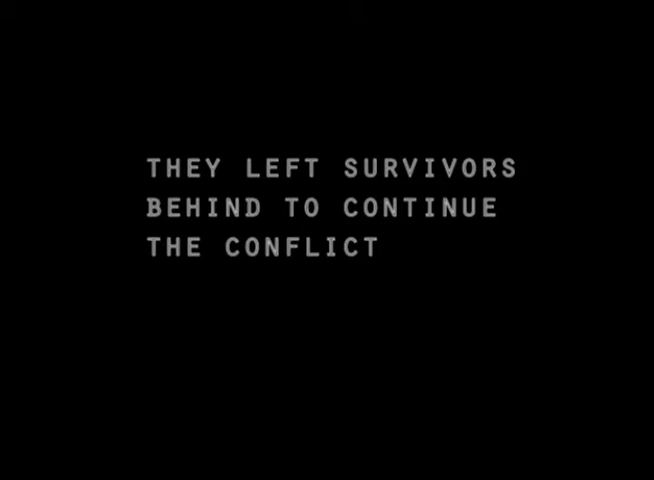 THEY LEFT SURVIVORS
BEHIND TO CONTINUE
THE CONFLICT